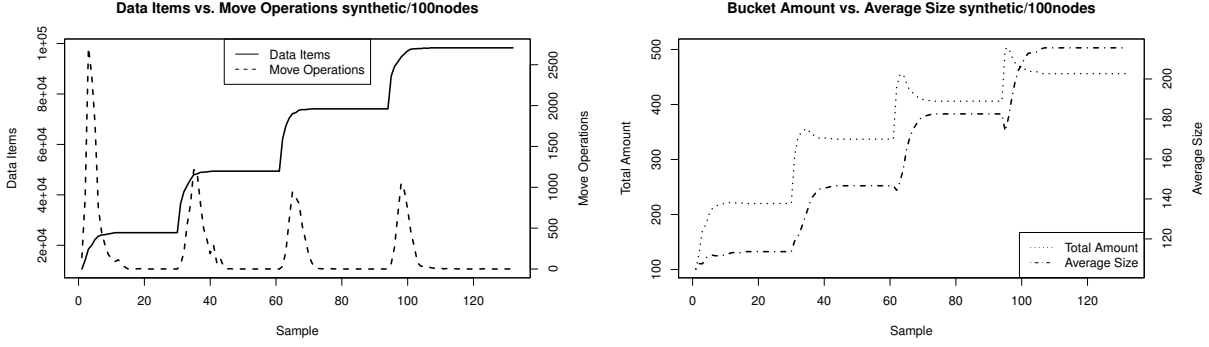 Data Items vs. Move Operations synthetic/100nodes
Data Items
Move Operations
2e+04
4e+04
6e+04
8e+04
1e+05
Data Items
0
500
1000
1500
2000
2500
Move Operations
0 20 40 60 80 100 120
Sample
Bucket Amount vs. Average Size synthetic/100nodes
100
200
300
400
500
Total Amount
120
140
160
180
200
Average Size
Total Amount
Average Size
0 20 40 60 80 100 120
Sample